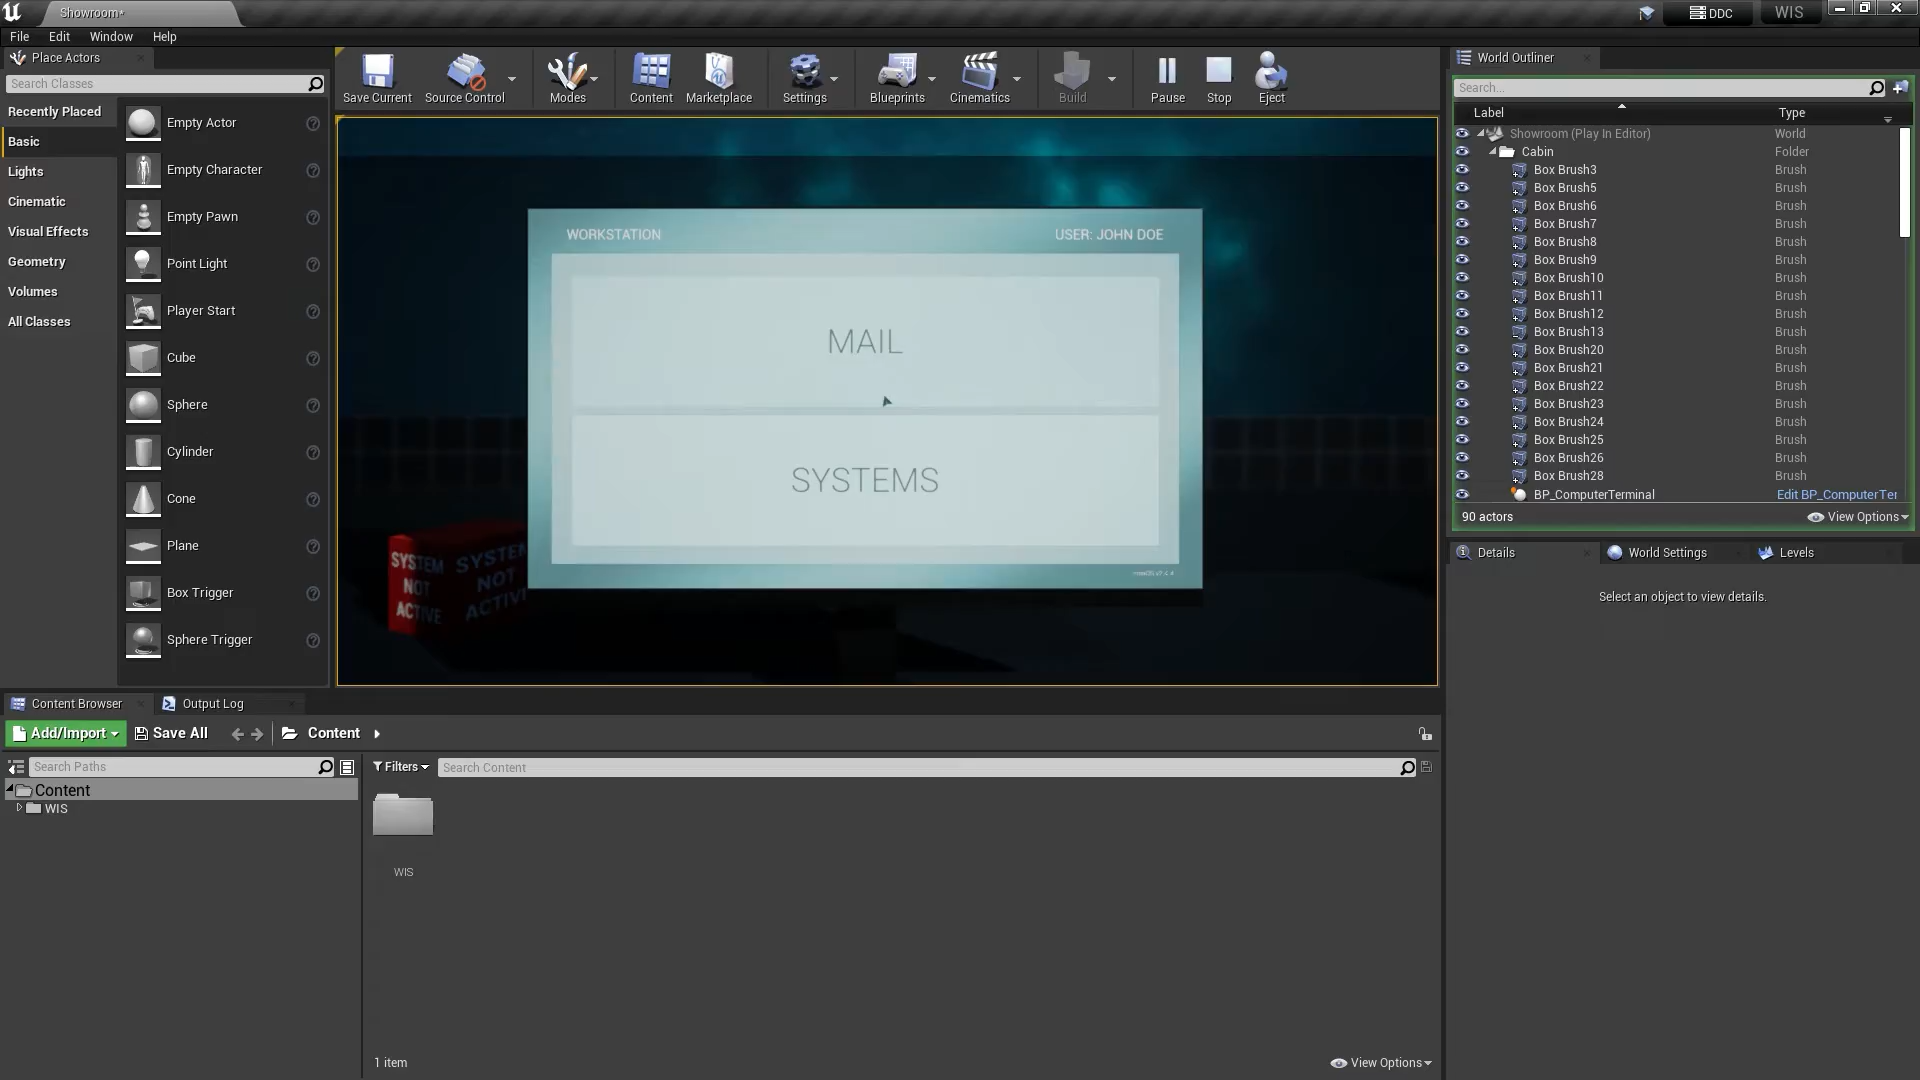 Showroom*
DDC
WIS
File Edit Window Help
Place Actors
Search Classes
Recently Placed
Basic
Lights
Cinematic
Visual Effects
Geometry
Volumes
All Classes
Empty Actor
Empty Character
Empty Pawn
Point Light
Player Start
Cube
Sphere
Cylinder
Cone
Plane
Box Trigger
Sphere Trigger
Save Current
Source Control
Modes
Content
Marketplace
Settings
Blueprints
Cinematics
Build
Pause
Stop
Eject
WORKSTATION
USER: JOHN DOE
MAIL
SYSTEMS
SYSTEM
NOT
ACTIVE
SYSTEM
NOT
ACTIVE
World Outliner
Search...
Label Type
Showroom (Play In Editor) World
Cabin Folder
Box Brush3 Brush
Box Brush5 Brush
Box Brush6 Brush
Box Brush7 Brush
Box Brush8 Brush
Box Brush9 Brush
Box Brush10 Brush
Box Brush11 Brush
Box Brush12 Brush
Box Brush13 Brush
Box Brush20 Brush
Box Brush21 Brush
Box Brush22 Brush
Box Brush23 Brush
Box Brush24 Brush
Box Brush25 Brush
Box Brush26 Brush
Box Brush28 Brush
BP_ComputerTerminal Edit BP_ComputerTer
90 actors View Options
Details World Settings Levels
Select an object to view details.
Content Browser Output Log
Add/Import Save All Content
Search Paths
Content
WIS
Filters Search Content
WIS
1 item View Options